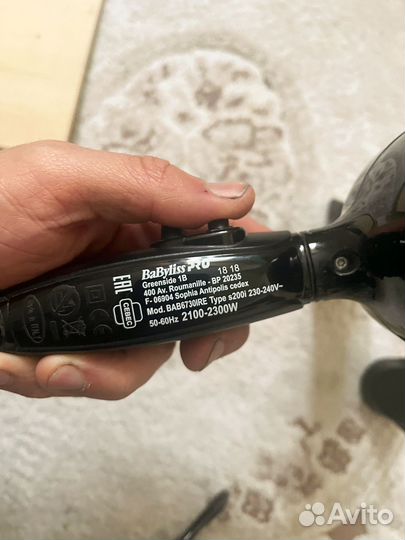 BaByliss PRO
Greenside 1B 18 18
400 Av. Roumanille - BP 20235
F- 06904 Sophia Antipolis cedex
Mod. BAB6730IRE Type s200i 230-240V~
50-60Hz 2100-2300W
EAC
CEBEC
Avito